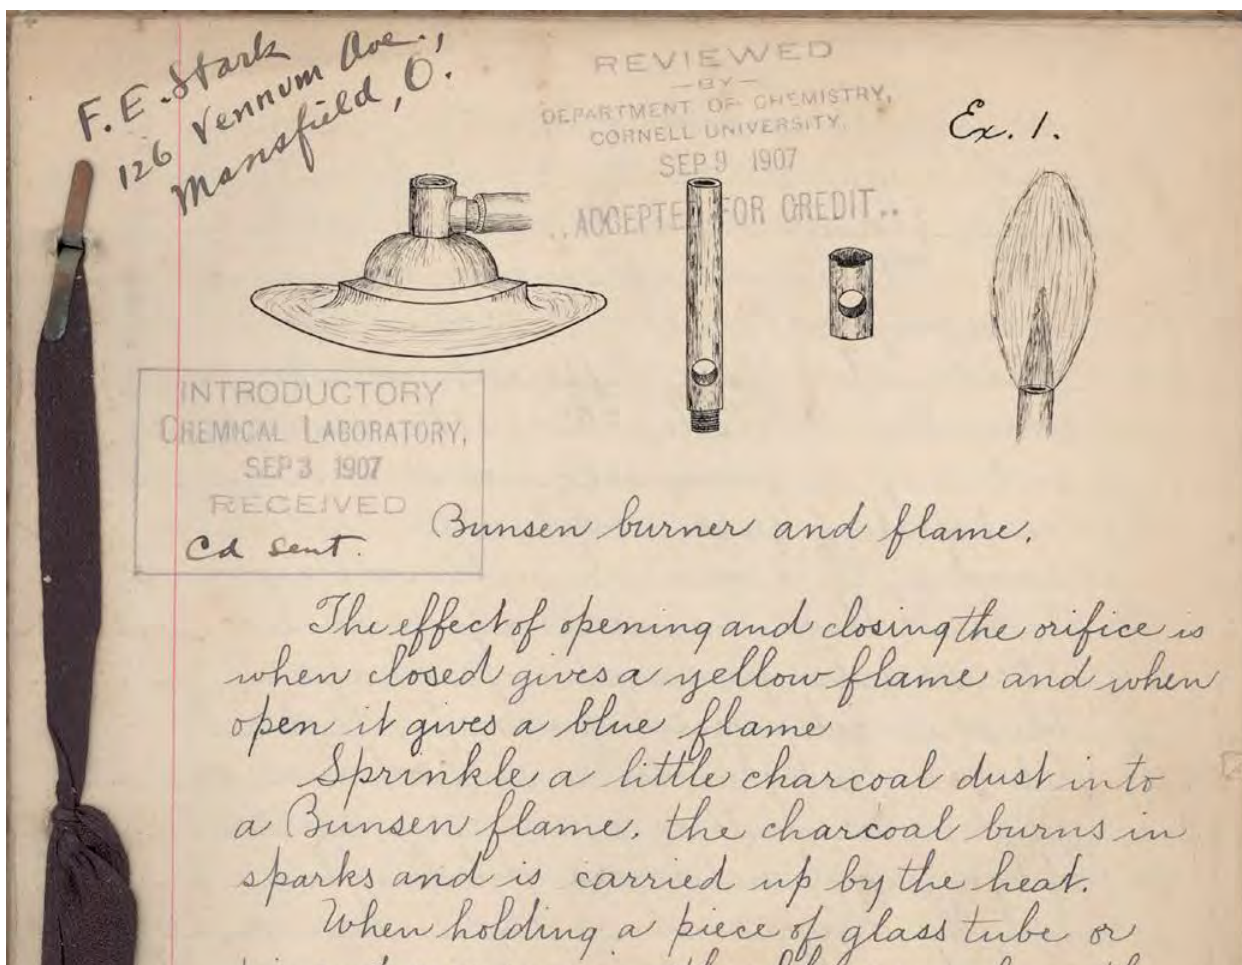 F. E. Stark
126 Vennum Ave.,
Mansfield, O.
REVIEWED
—BY—
DEPARTMENT OF CHEMISTRY,
CORNELL UNIVERSITY,
SEP 9 1907
..ACCEPTED FOR CREDIT..
Ex. 1.
INTRODUCTORY
CHEMICAL LABORATORY,
SEP 3 1907
RECEIVED
Cd sent.
Bunsen burner and flame.
The effect of opening and closing the orifice is
when closed gives a yellow flame and when
open it gives a blue flame
Sprinkle a little charcoal dust into
a Bunsen flame. the charcoal burns in
sparks and is carried up by the heat.
When holding a piece of glass tube or